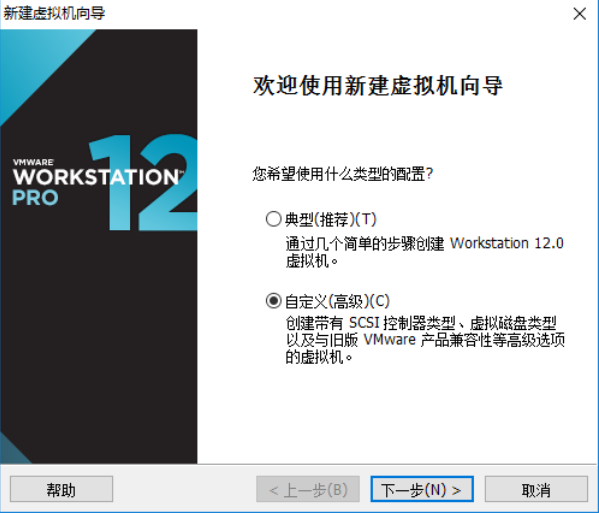 新建虚拟机向导
欢迎使用新建虚拟机向导
VMWARE
WORKSTATION™
PRO
12
您希望使用什么类型的配置?
典型(推荐)(T)
通过几个简单的步骤创建 Workstation 12.0
虚拟机。
自定义(高级)(C)
创建带有 SCSI 控制器类型、虚拟磁盘类型
以及与旧版 VMware 产品兼容性等高级选项
的虚拟机。
帮助
< 上一步(B)
下一步(N) >
取消